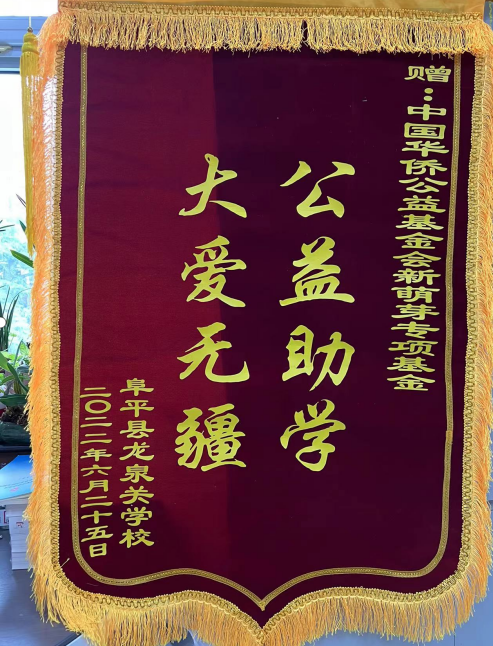 赠：中国华侨公益基金会新萌芽专项基金
公益助学
大爱无疆
阜平县龙泉关学校
二〇二二年六月二十五日